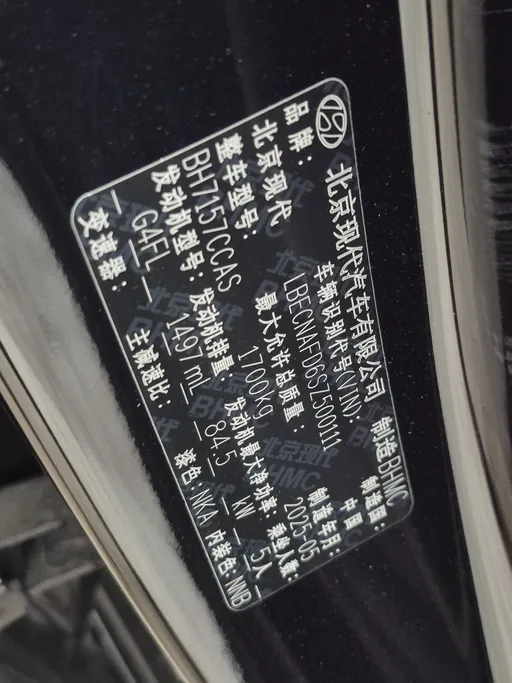 北京现代汽车有限公司 制造BHMC
品牌: 北京现代 车辆识别代号(VIN): LBECNAFD6SZ500111 制造国: 中国
整车型号: BH7157CCAS 最大允许总质量: 1700kg 制造年月: 2025-05
发动机型号: G4FL 发动机排量 1497 mL 发动机最大净功率: 84.5 kW 乘坐人数: 5人
变速器: 主减速比: 漆色: NKA 内装色: NNB